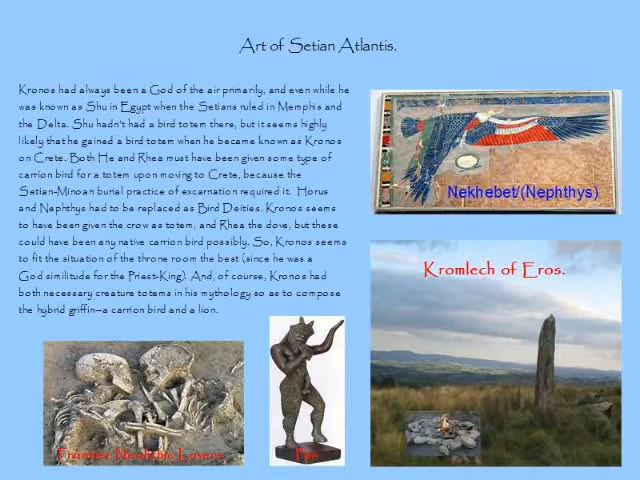 Art of Setian Atlantis.
Kronos had always been a God of the air primarily, and even while he
was known as Shu in Egypt when the Setians ruled in Memphis and
the Delta. Shu hadn't had a bird totem there, but it seems highly
likely that he gained a bird totem when he became known as Kronos
on Crete. Both He and Rhea must have been given some type of
carrion bird for a totem upon moving to Crete, because the
Setian-Minoan burial practice of excarnation required it. Horus
and Nephthys had to be replaced as Bird Deities. Kronos seems
to have been given the crow as totem, and Rhea the dove, but these
could have been any native carrion bird possibly. So, Kronos seems
to fit the situation of the throne room the best (since he was a
God similitude for the Priest-King). And, of course, Kronos had
both necessary creature totems in his mythology so as to compose
the hybrid griffin--a carrion bird and a lion.
Nekhebet/(Nephthys)
Kromlech of Eros.
Neolithic Lovers
Pan